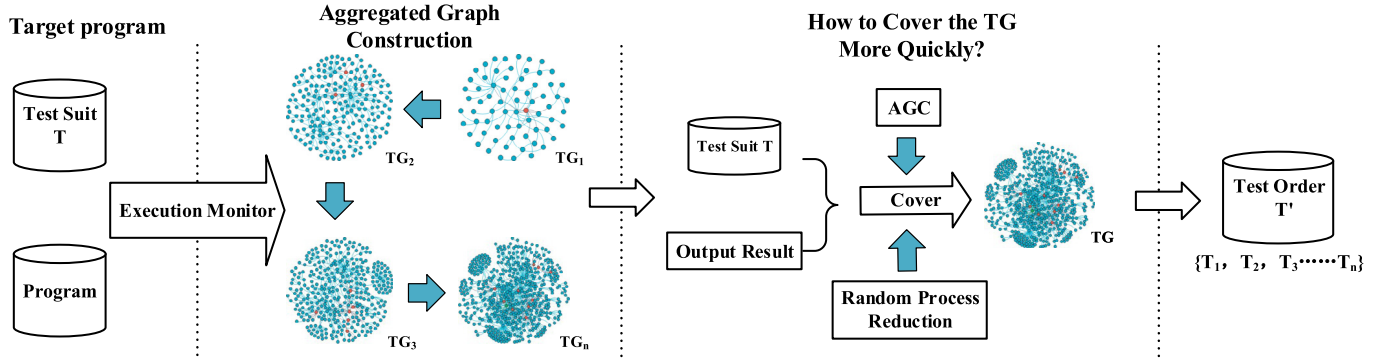 Target program
Test Suit
T
Program
Execution Monitor
Aggregated Graph
Construction
TG₂
TG₁
TG₃
TGₙ
How to Cover the TG
More Quickly?
AGC
Test Suit T
Output Result
Cover
Random Process
Reduction
TG
Test Order
T'
{T₁, T₂, T₃……Tₙ}